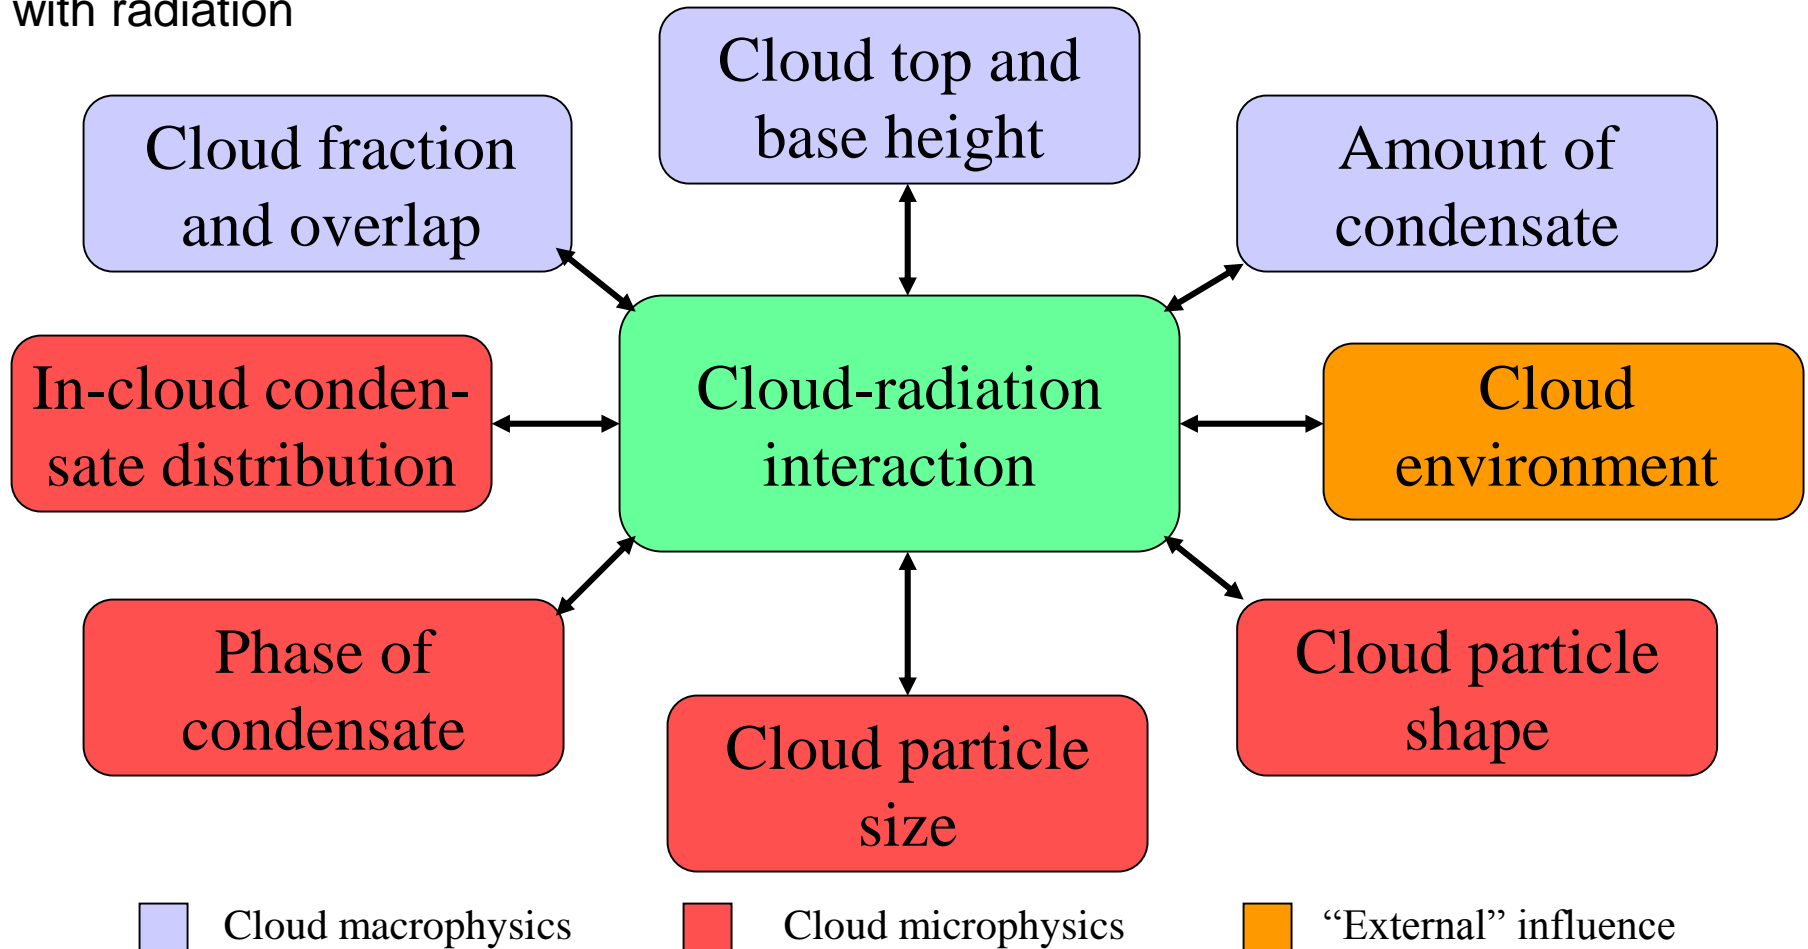 with radiation
Cloud top and
base height
Cloud fraction
and overlap
Amount of
condensate
In-cloud conden-
sate distribution
Cloud-radiation
interaction
Cloud
environment
Phase of
condensate
Cloud particle
size
Cloud particle
shape
Cloud macrophysics
Cloud microphysics
“External” influence